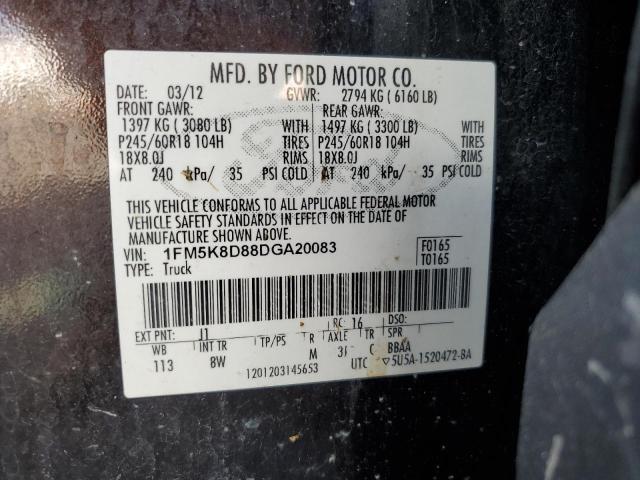 MFD. BY FORD MOTOR CO.
DATE: 03/12 GVWR: 2794 KG ( 6160 LB)
FRONT GAWR: REAR GAWR:
1397 KG ( 3080 LB) WITH 1497 KG ( 3300 LB) WITH
P245/60R18 104H TIRES P245/60R18 104H TIRES
18X8.0J RIMS 18X8.0J RIMS
AT 240 kPa/ 35 PSI COLD AT 240 kPa/ 35 PSI COLD
THIS VEHICLE CONFORMS TO ALL APPLICABLE FEDERAL MOTOR
VEHICLE SAFETY STANDARDS IN EFFECT ON THE DATE OF
MANUFACTURE SHOWN ABOVE.
VIN: 1FM5K8D88DGA20083 F0165
TYPE: Truck T0165
EXT PNT: J1 RC: 16 DSO:
WB INT TR TP/PS R AXLE TR SPR
113 8W M C BBAA
1201203145653 UTC ▽5U5A-1520472-BA